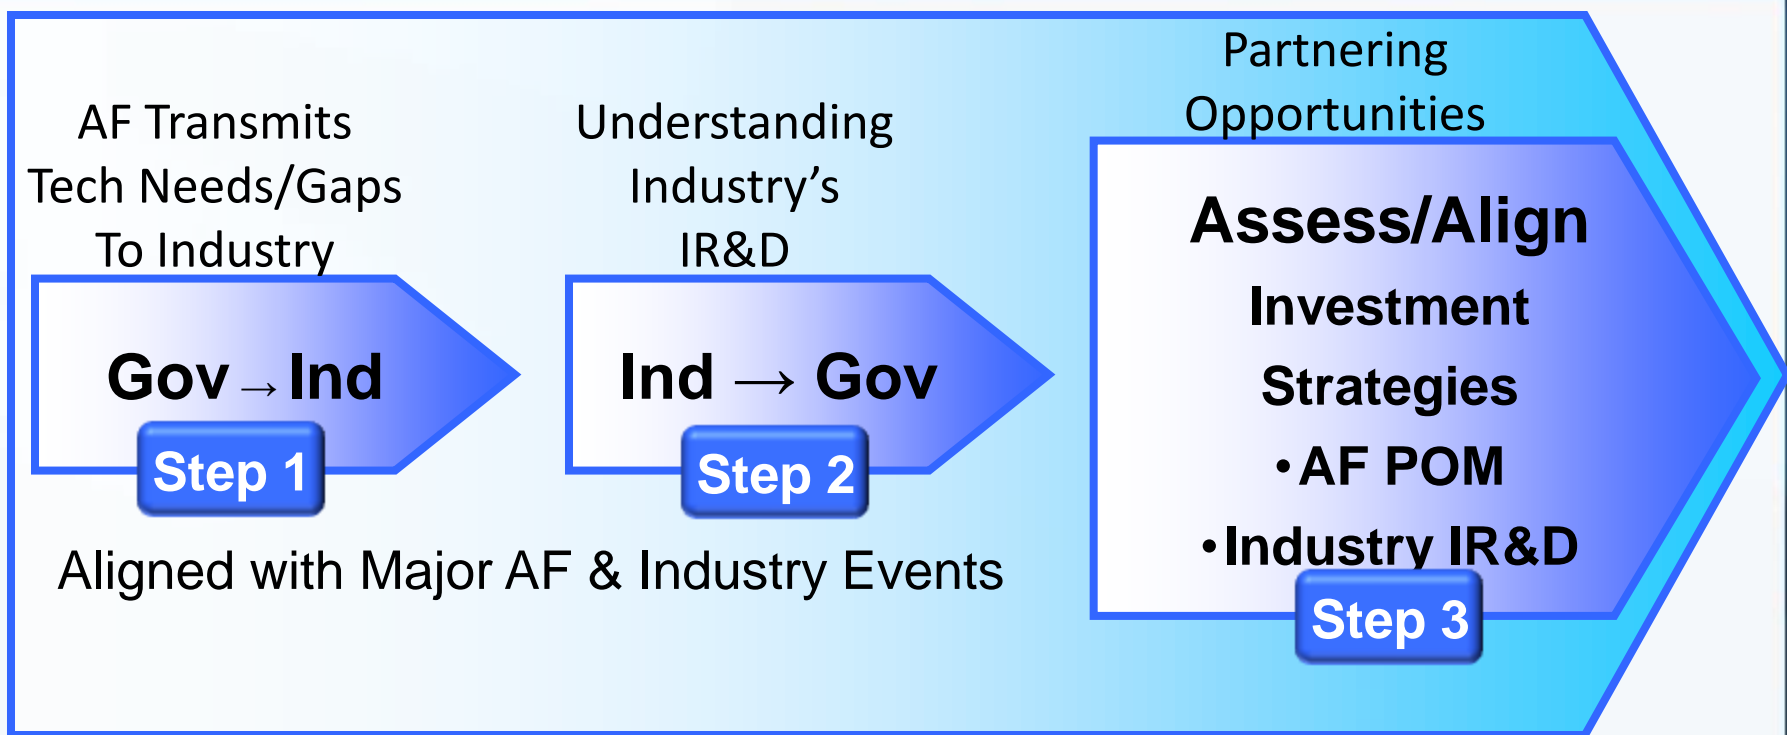 AF Transmits
Tech Needs/Gaps
To Industry
Gov → Ind
Step 1
Understanding
Industry’s
IR&D
Ind → Gov
Step 2
Aligned with Major AF & Industry Events
Partnering
Opportunities
Assess/Align
Investment
Strategies
•AF POM
•Industry IR&D
Step 3